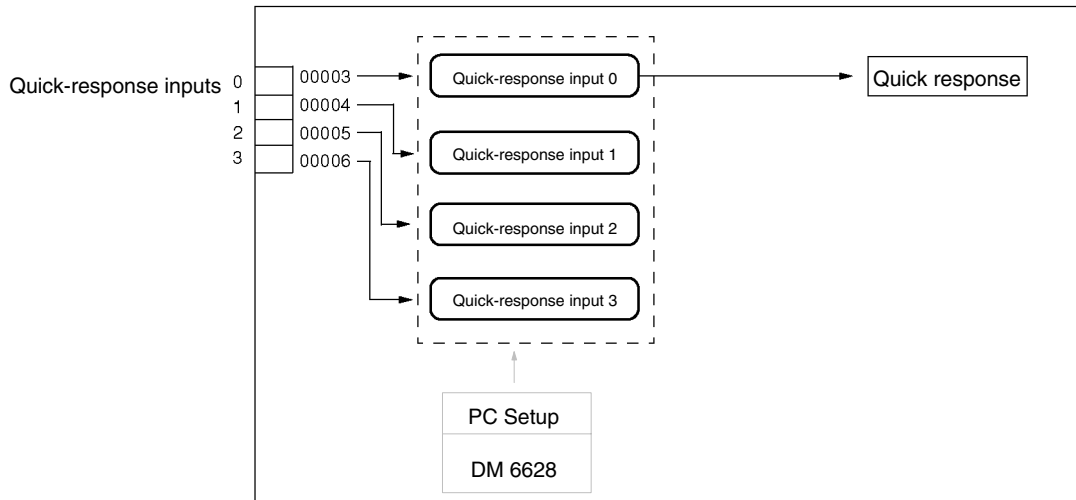 Quick-response inputs
0 00003
1 00004
2 00005
3 00006
Quick-response input 0
Quick-response input 1
Quick-response input 2
Quick-response input 3
Quick response
PC Setup
DM 6628